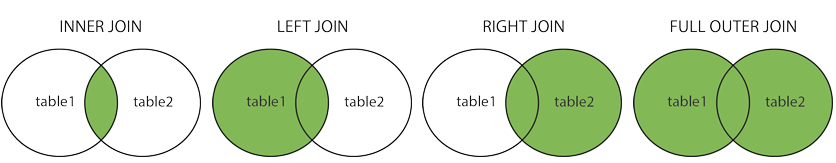 INNER JOIN
table1 table2
LEFT JOIN
table1 table2
RIGHT JOIN
table1 table2
FULL OUTER JOIN
table1 table2